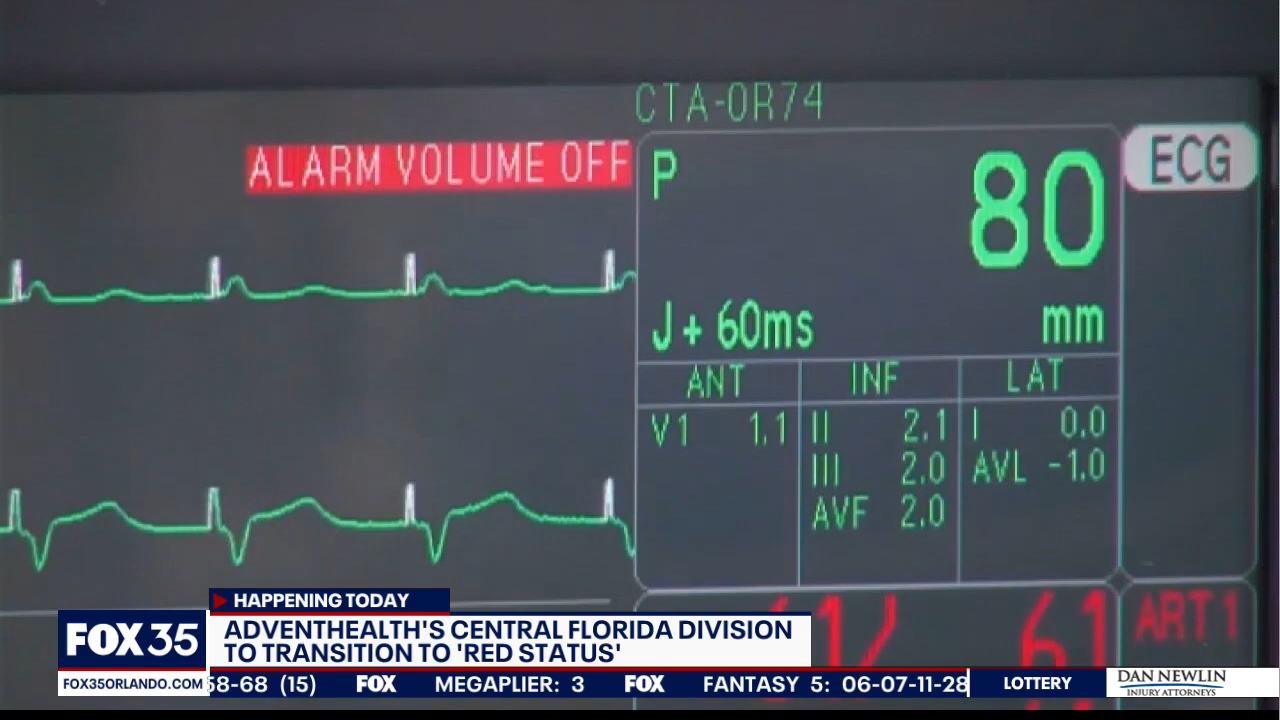 CTA-OR74
ALARM VOLUME OFF
P
80
ECG
J + 60ms
mm
ANT
INF
LAT
V1 1.1
II 2.1
I 0.0
III 2.0
AVL -1.0
AVF 2.0
61
ART1
HAPPENING TODAY
FOX 35
ADVENTHEALTH'S CENTRAL FLORIDA DIVISION
TO TRANSITION TO 'RED STATUS'
FOX35ORLANDO.COM
58-68 (15) FOX MEGAPLIER: 3 FOX FANTASY 5: 06-07-11-28
LOTTERY
DAN NEWLIN
INJURY ATTORNEYS